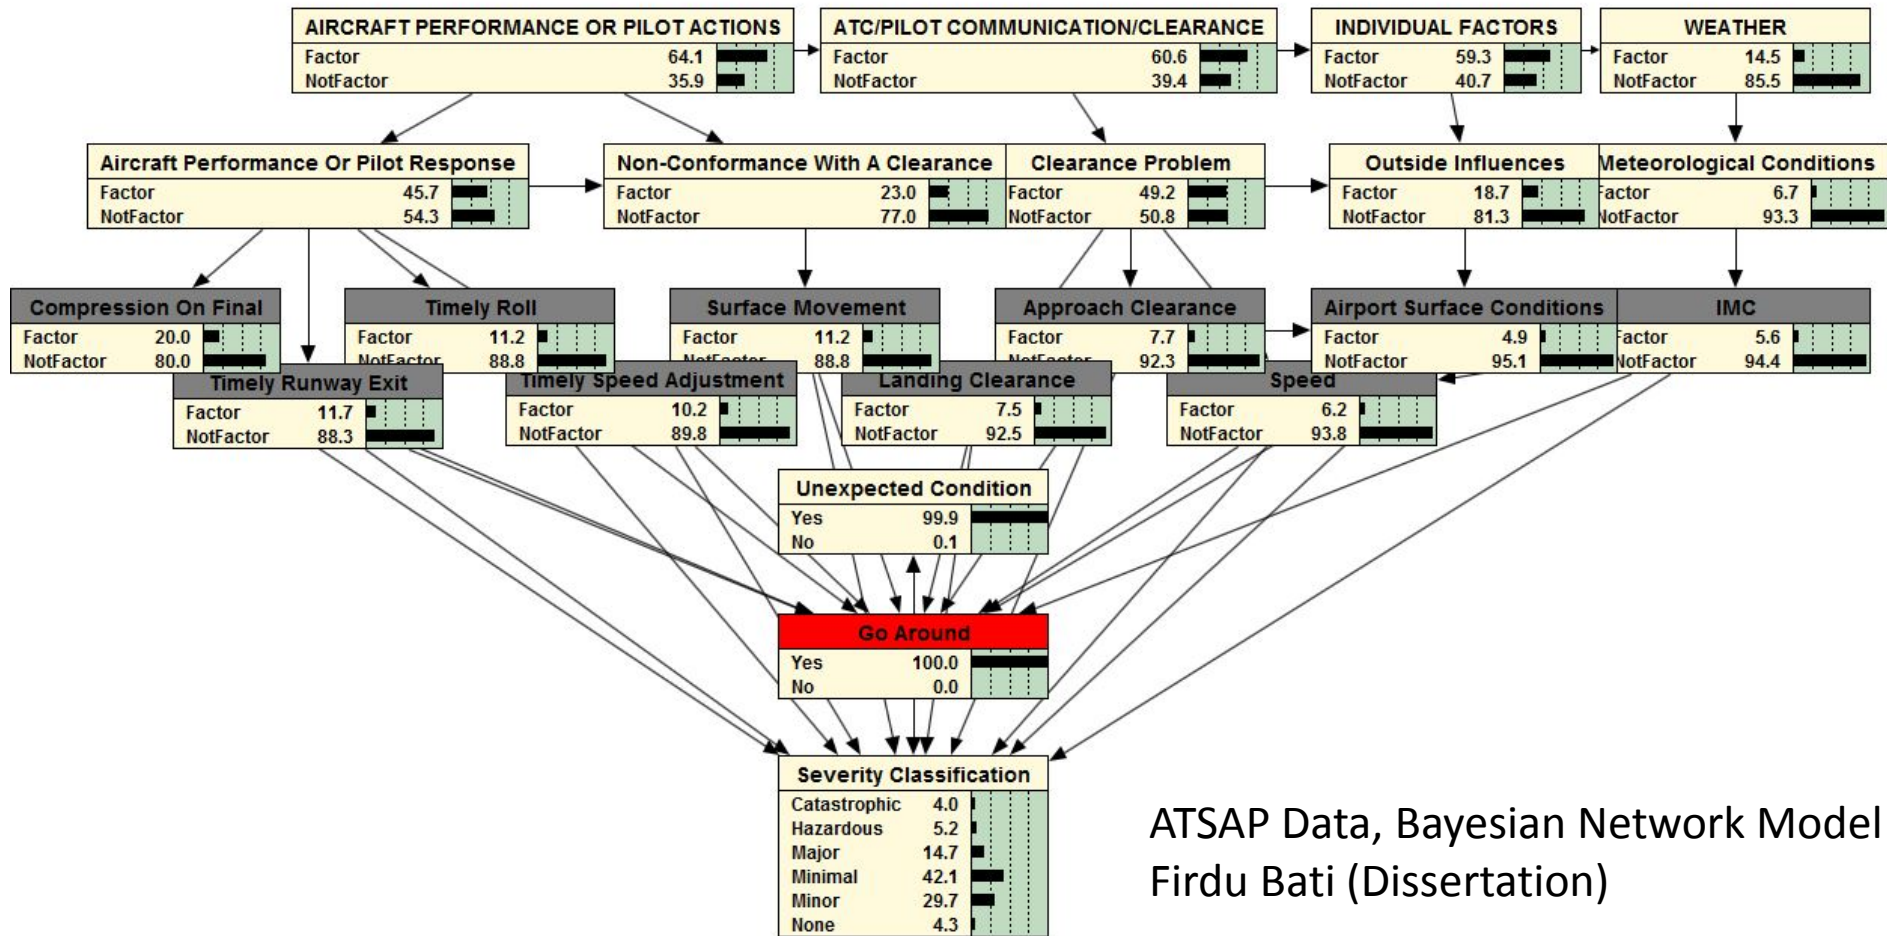 AIRCRAFT PERFORMANCE OR PILOT ACTIONS
Factor 64.1
NotFactor 35.9
ATC/PILOT COMMUNICATION/CLEARANCE
Factor 60.6
NotFactor 39.4
INDIVIDUAL FACTORS
Factor 59.3
NotFactor 40.7
WEATHER
Factor 14.5
NotFactor 85.5
Aircraft Performance Or Pilot Response
Factor 45.7
NotFactor 54.3
Non-Conformance With A Clearance
Factor 23.0
NotFactor 77.0
Clearance Problem
Factor 49.2
NotFactor 50.8
Outside Influences
Factor 18.7
NotFactor 81.3
Meteorological Conditions
Factor 6.7
NotFactor 93.3
Compression On Final
Factor 20.0
NotFactor 80.0
Timely Roll
Factor 11.2
NotFactor 88.8
Surface Movement
Factor 11.2
NotFactor 88.8
Approach Clearance
Factor 7.7
NotFactor 92.3
Airport Surface Conditions
Factor 4.9
NotFactor 95.1
IMC
Factor 5.6
NotFactor 94.4
Timely Runway Exit
Factor 11.7
NotFactor 88.3
Timely Speed Adjustment
Factor 10.2
NotFactor 89.8
Landing Clearance
Factor 7.5
NotFactor 92.5
Speed
Factor 6.2
NotFactor 93.8
Unexpected Condition
Yes 99.9
No 0.1
Go Around
Yes 100.0
No 0.0
Severity Classification
Catastrophic 4.0
Hazardous 5.2
Major 14.7
Minimal 42.1
Minor 29.7
None 4.3
ATSAP Data, Bayesian Network Model
Firdu Bati (Dissertation)